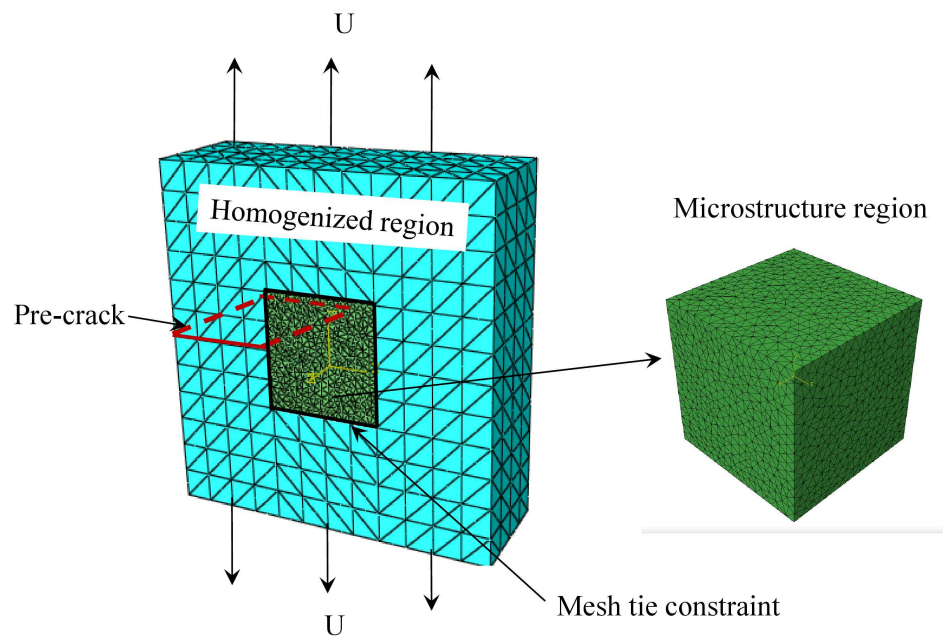 U
Homogenized region
Microstructure region
Pre-crack
Mesh tie constraint
U